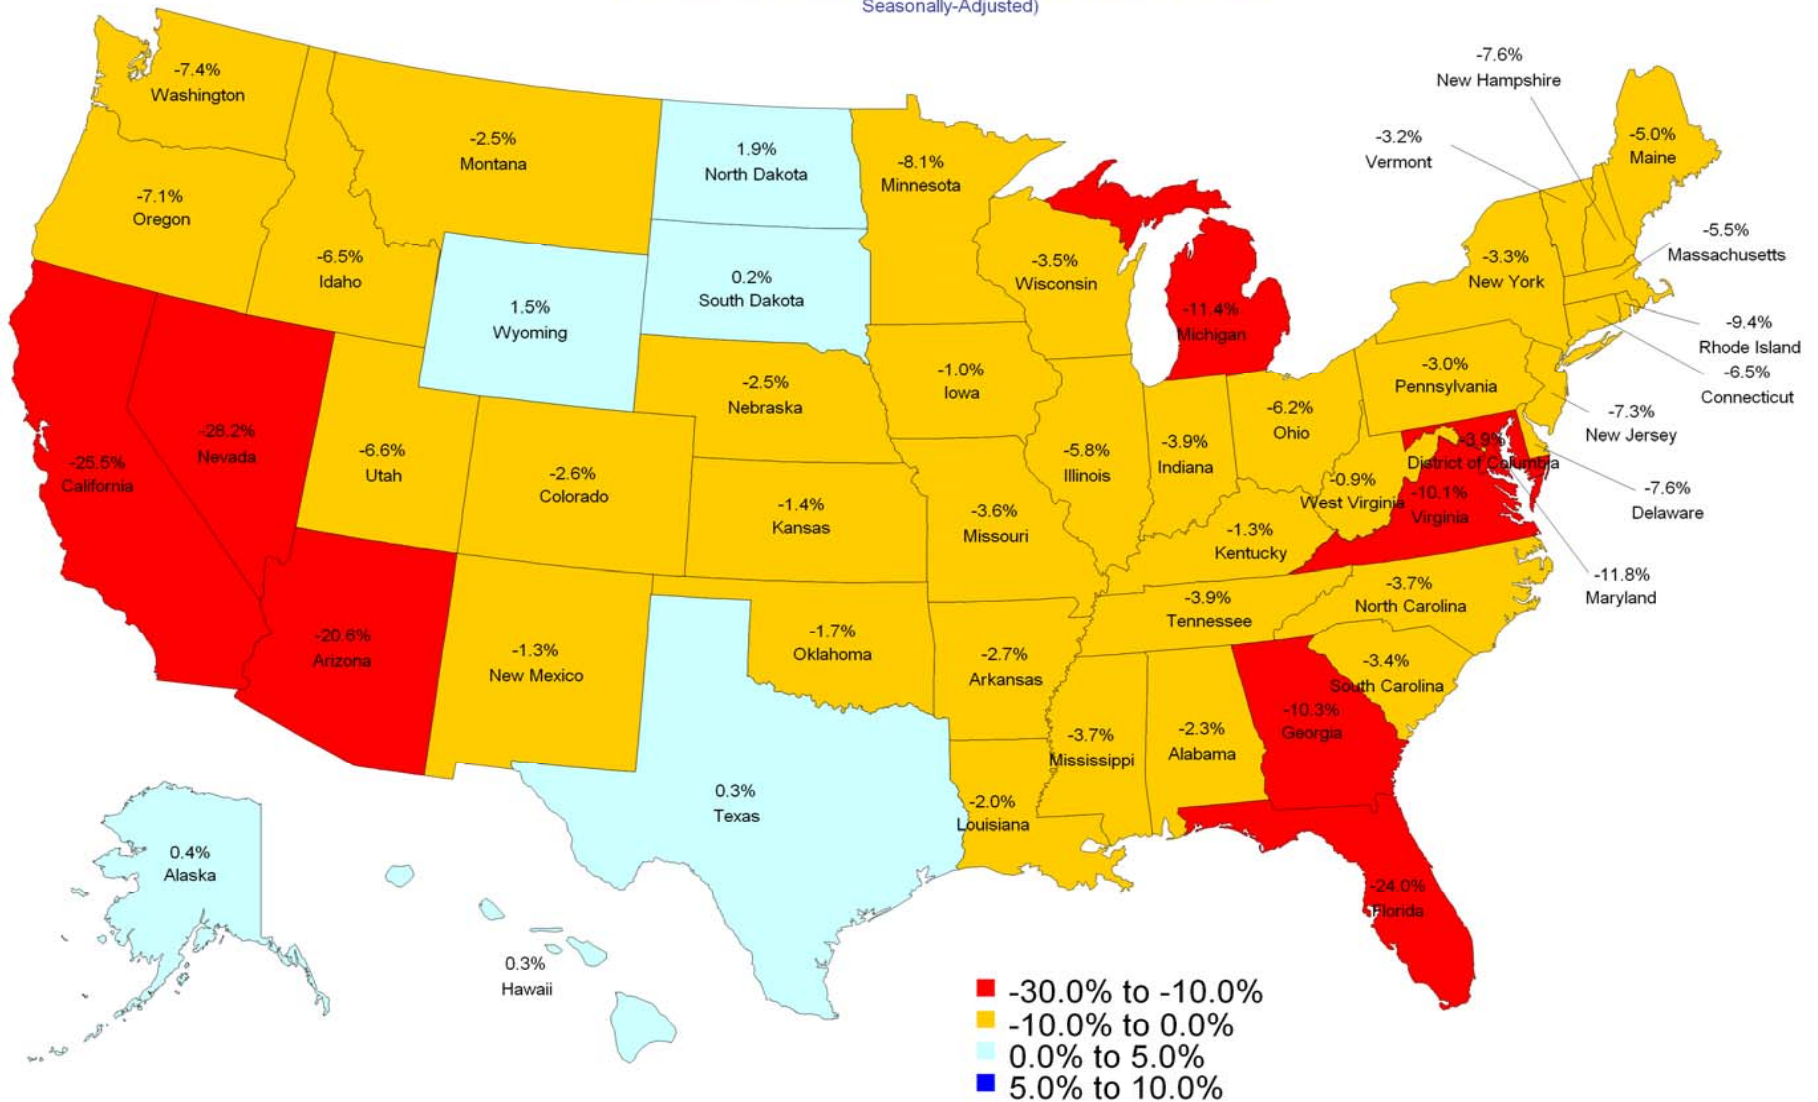 Seasonally-Adjusted)
-7.4%
Washington
-7.1%
Oregon
-6.5%
Idaho
-2.5%
Montana
1.9%
North Dakota
0.2%
South Dakota
1.5%
Wyoming
-8.1%
Minnesota
-3.5%
Wisconsin
-11.4%
Michigan
-7.6%
New Hampshire
-3.2%
Vermont
-5.0%
Maine
-5.5%
Massachusetts
-3.3%
New York
-9.4%
Rhode Island
-6.5%
Connecticut
-3.0%
Pennsylvania
-7.3%
New Jersey
-7.6%
Delaware
-11.8%
Maryland
-3.9%
District of Columbia
-10.1%
Virginia
-0.9%
West Virginia
-6.2%
Ohio
-3.9%
Indiana
-5.8%
Illinois
-1.0%
Iowa
-2.5%
Nebraska
-28.2%
Nevada
-25.5%
California
-6.6%
Utah
-2.6%
Colorado
-1.4%
Kansas
-3.6%
Missouri
-1.3%
Kentucky
-3.9%
Tennessee
-3.7%
North Carolina
-3.4%
South Carolina
-20.6%
Arizona
-1.3%
New Mexico
-1.7%
Oklahoma
-2.7%
Arkansas
-3.7%
Mississippi
-2.3%
Alabama
-10.3%
Georgia
-24.0%
Florida
-2.0%
Louisiana
0.3%
Texas
0.4%
Alaska
0.3%
Hawaii
-30.0% to -10.0%
-10.0% to 0.0%
0.0% to 5.0%
5.0% to 10.0%